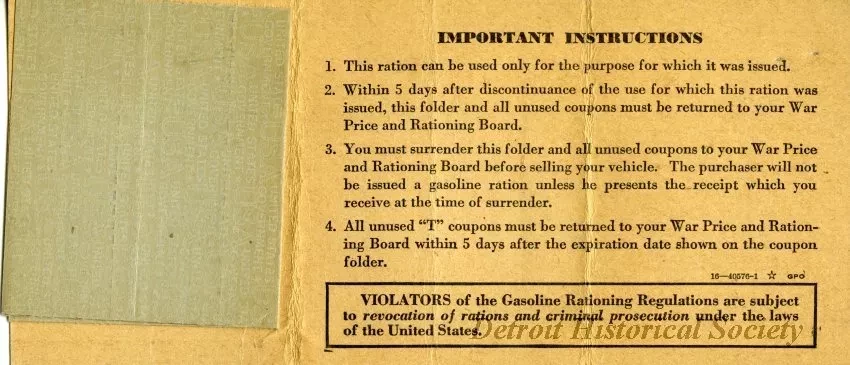 IMPORTANT INSTRUCTIONS
1. This ration can be used only for the purpose for which it was issued.
2. Within 5 days after discontinuance of the use for which this ration was
issued, this folder and all unused coupons must be returned to your War
Price and Rationing Board.
3. You must surrender this folder and all unused coupons to your War Price
and Rationing Board before selling your vehicle. The purchaser will not
be issued a gasoline ration unless he presents the receipt which you
receive at the time of surrender.
4. All unused “T” coupons must be returned to your War Price and Ration-
ing Board within 5 days after the expiration date shown on the coupon
folder.
16—40576-1 ☆ GPO
VIOLATORS of the Gasoline Rationing Regulations are subject
to revocation of rations and criminal prosecution under the laws
of the United States.
Detroit Historical Society